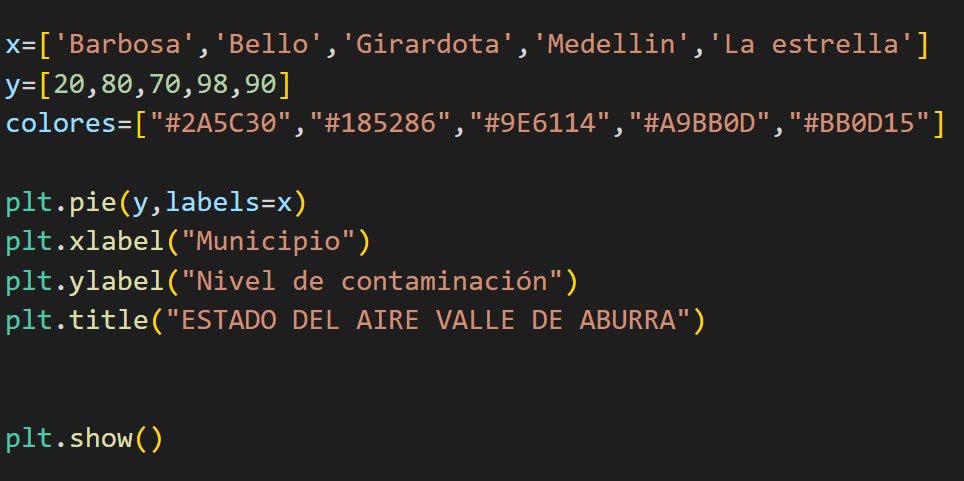 x=['Barbosa','Bello','Girardota','Medellin','La estrella']
y=[20,80,70,98,90]
colores=["#2A5C30","#185286","#9E6114","#A9BB0D","#BB0D15"]
plt.pie(y,labels=x)
plt.xlabel("Municipio")
plt.ylabel("Nivel de contaminación")
plt.title("ESTADO DEL AIRE VALLE DE ABURRA")
plt.show()